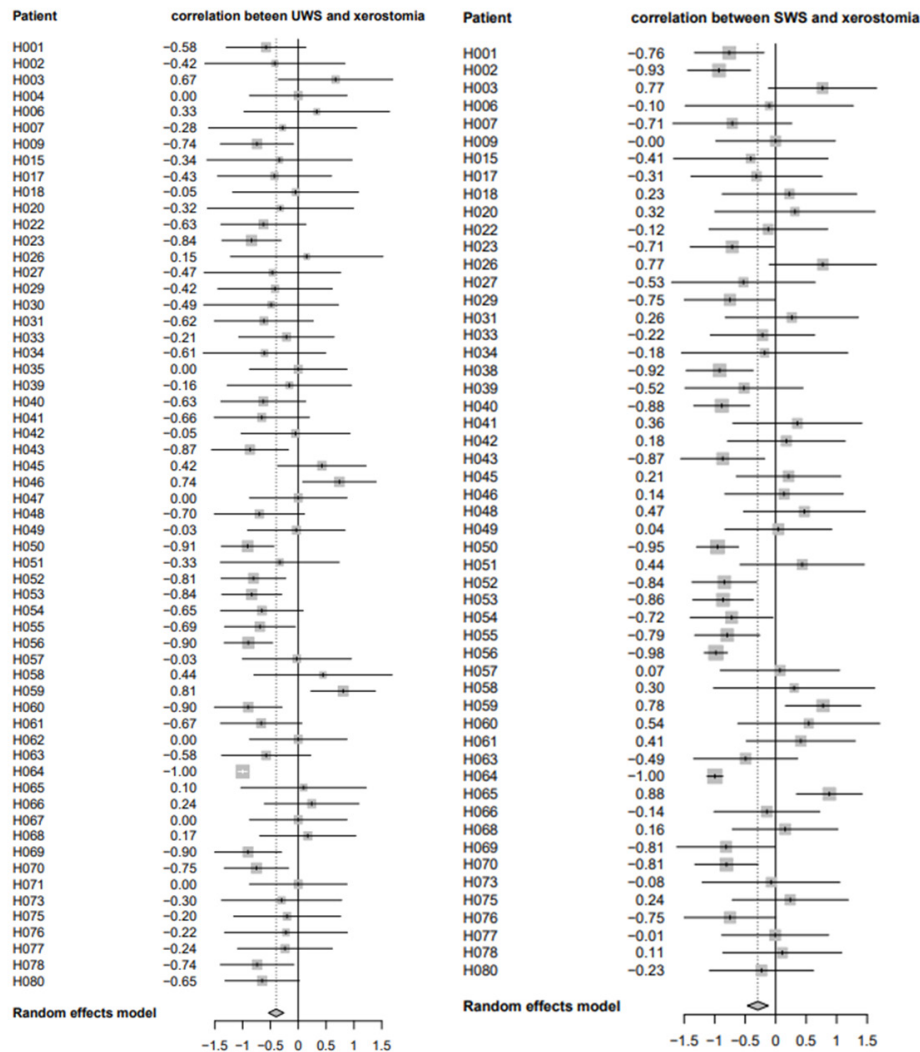 Patient correlation beteen UWS and xerostomia
H001 −0.58
H002 −0.42
H003 0.67
H004 0.00
H006 0.33
H007 −0.28
H009 −0.74
H015 −0.34
H017 −0.43
H018 −0.05
H020 −0.32
H022 −0.63
H023 −0.84
H026 0.15
H027 −0.47
H029 −0.42
H030 −0.49
H031 −0.62
H033 −0.21
H034 −0.61
H035 0.00
H039 −0.16
H040 −0.63
H041 −0.66
H042 −0.05
H043 −0.87
H045 0.42
H046 0.74
H047 0.00
H048 −0.70
H049 −0.03
H050 −0.91
H051 −0.33
H052 −0.81
H053 −0.84
H054 −0.65
H055 −0.69
H056 −0.90
H057 −0.03
H058 0.44
H059 0.81
H060 −0.90
H061 −0.67
H062 0.00
H063 −0.58
H064 −1.00
H065 0.10
H066 0.24
H067 0.00
H068 0.17
H069 −0.90
H070 −0.75
H071 0.00
H073 −0.30
H075 −0.20
H076 −0.22
H077 −0.24
H078 −0.74
H080 −0.65
Random effects model
−1.5 −1 −0.5 0 0.5 1 1.5
Patient correlation between SWS and xerostomia
H001 −0.76
H002 −0.93
H003 0.77
H006 −0.10
H007 −0.71
H009 −0.00
H015 −0.41
H017 −0.31
H018 0.23
H020 0.32
H022 −0.12
H023 −0.71
H026 0.77
H027 −0.53
H029 −0.75
H031 0.26
H033 −0.22
H034 −0.18
H038 −0.92
H039 −0.52
H040 −0.88
H041 0.36
H042 0.18
H043 −0.87
H045 0.21
H046 0.14
H048 0.47
H049 0.04
H050 −0.95
H051 0.44
H052 −0.84
H053 −0.86
H054 −0.72
H055 −0.79
H056 −0.98
H057 0.07
H058 0.30
H059 0.78
H060 0.54
H061 0.41
H063 −0.49
H064 −1.00
H065 0.88
H066 −0.14
H068 0.16
H069 −0.81
H070 −0.81
H073 −0.08
H075 0.24
H076 −0.75
H077 −0.01
H078 0.11
H080 −0.23
Random effects model
−1.5 −1 −0.5 0 0.5 1 1.5